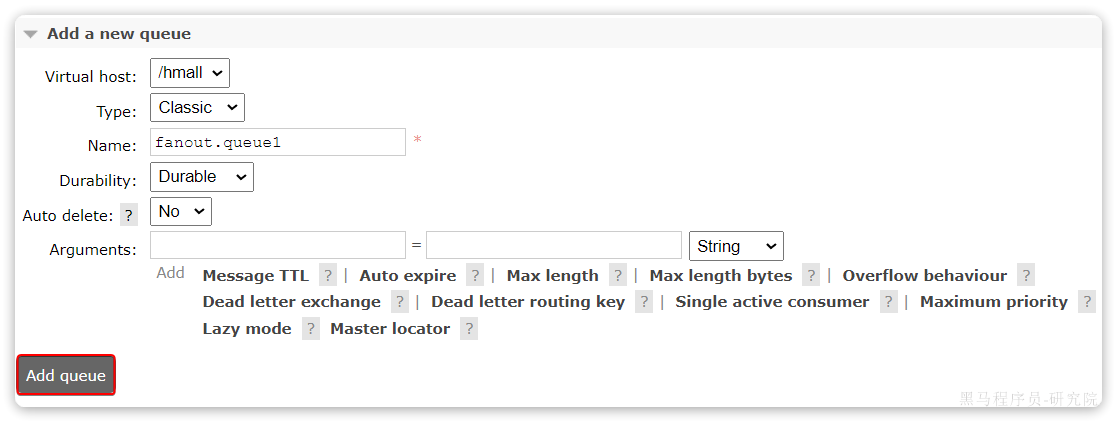 Add a new queue
Virtual host: /hmall
Type: Classic
Name: fanout.queue1 *
Durability: Durable
Auto delete: ? No
Arguments: = String
Add Message TTL ? | Auto expire ? | Max length ? | Max length bytes ? | Overflow behaviour ?
Dead letter exchange ? | Dead letter routing key ? | Single active consumer ? | Maximum priority ?
Lazy mode ? Master locator ?
Add queue
黑马程序员-研究院